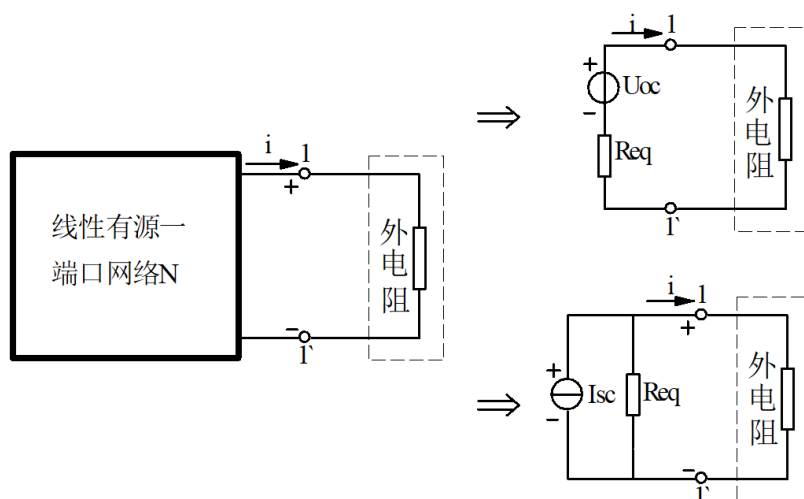 i
1
+
Uoc
-
Req
外电阻
1`
⇒
i
1
+
线性有源一
端口网络N
外电阻
-
1`
i
1
+
+
Isc
Req
-
外电阻
⇒
-
1`